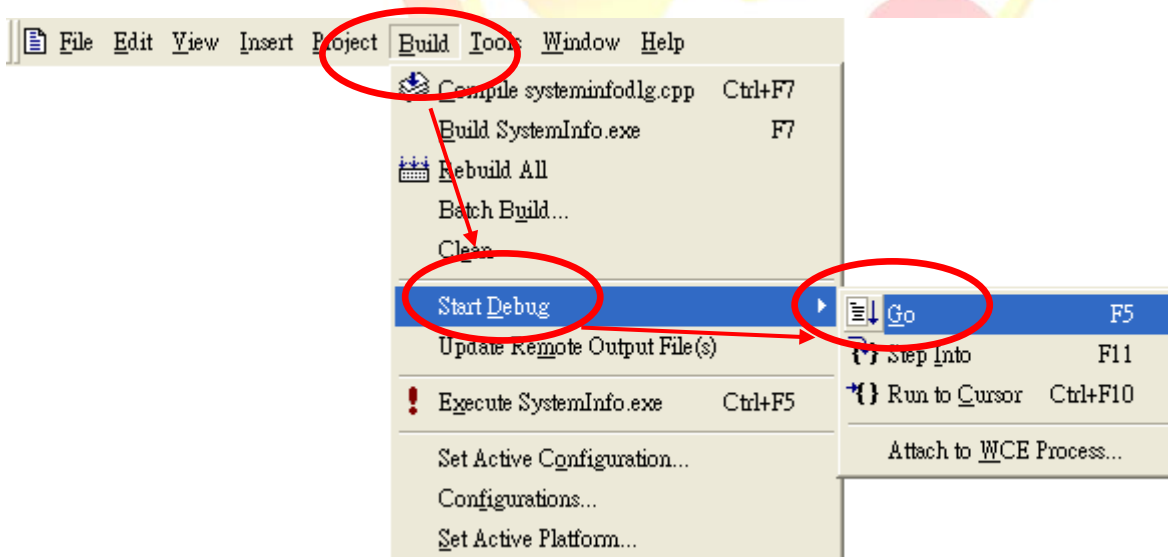 File Edit View Insert Project Build Tools Window Help
Compile systeminfodlg.cpp Ctrl+F7
Build SystemInfo.exe F7
Rebuild All
Batch Build...
Clean
Start Debug
Update Remote Output File(s)
Execute SystemInfo.exe Ctrl+F5
Set Active Configuration...
Configurations...
Set Active Platform...
Go F5
Step Into F11
Run to Cursor Ctrl+F10
Attach to WCE Process...